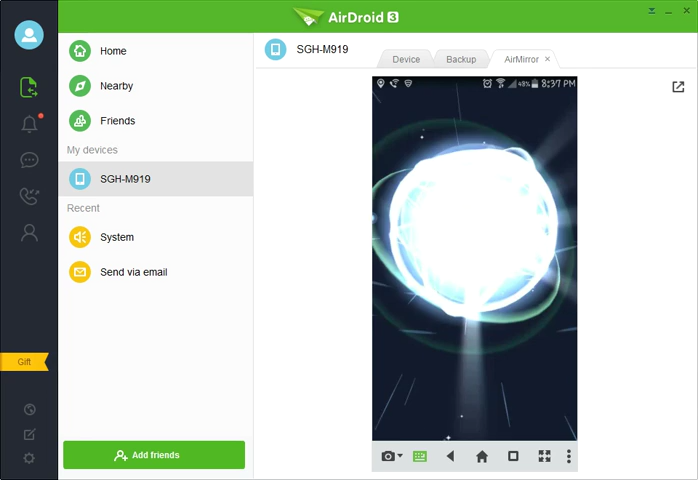 AirDroid 3
Home
Nearby
Friends
My devices
SGH-M919
Recent
System
Send via email
Gift
Add friends
SGH-M919
Device
Backup
AirMirror ×
48%
8:37 PM